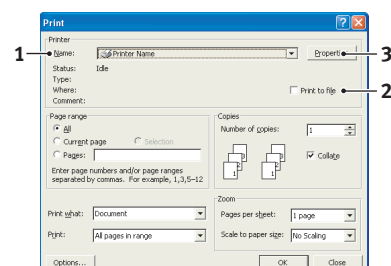 Print
Printer
1 Name: Printer Name Properti 3
Status: Idle
Type:
Where: Print to file 2
Comment:
Page range
All
Current page Selection
Pages:
Enter page numbers and/or page ranges
separated by commas. For example, 1,3,5–12
Copies
Number of copies: 1
Collate
Print what: Document
Print: All pages in range
Zoom
Pages per sheet: 1 page
Scale to paper size: No Scaling
Options... OK Close